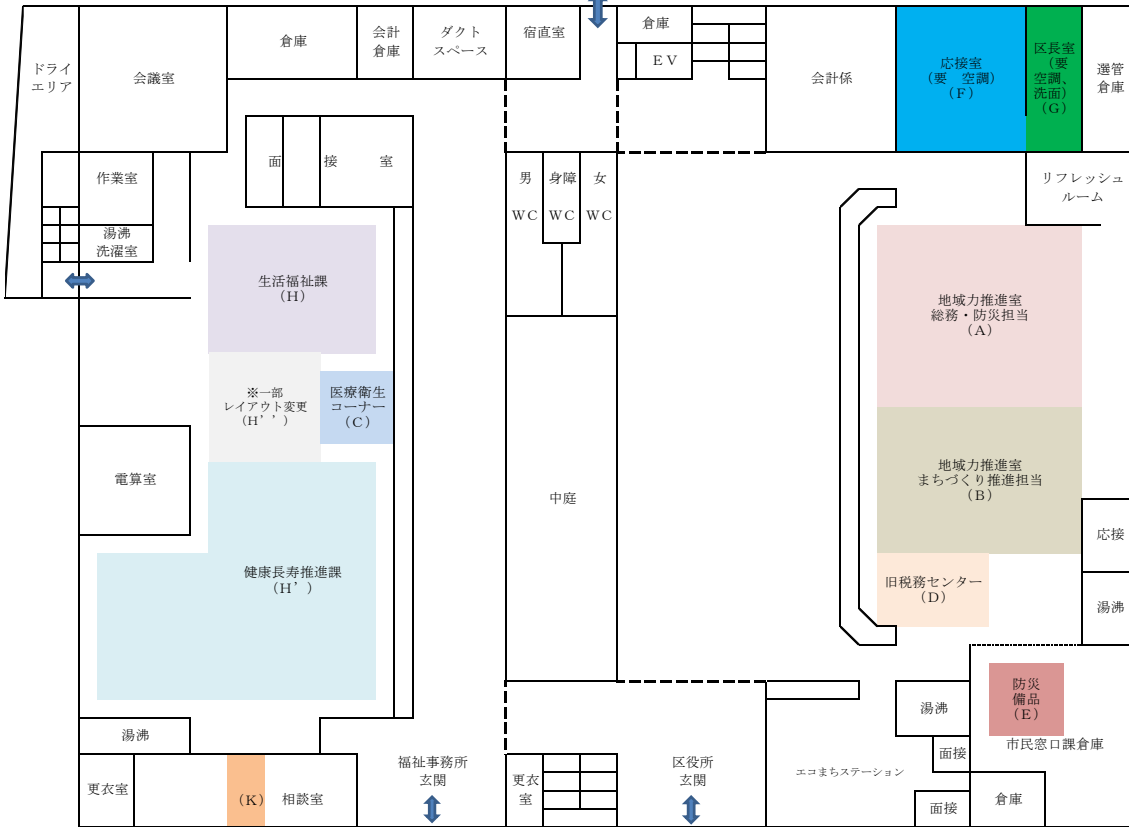 ドライ
エリア
会議室
倉庫
会計
倉庫
ダクト
スペース
宿直室
倉庫
ＥＶ
会計係
応接室
（要　空調）
（F）
区長室
（要
空調、
洗面）
（G）
選管
倉庫
作業室
湯沸
洗濯室
面　接　室
男
ＷＣ
身障
ＷＣ
女
ＷＣ
リフレッシュ
ルーム
生活福祉課
（H）
地域力推進室
総務・防災担当
（A）
※一部
レイアウト変更
（H’’）
医療衛生
コーナー
（C）
電算室
中庭
地域力推進室
まちづくり推進担当
（B）
応接
健康長寿推進課
（H’）
旧税務センター
（D）
湯沸
防災
備品
（E）
市民窓口課倉庫
湯沸
湯沸
面接
更衣室
（K）
相談室
福祉事務所
玄関
更衣
室
区役所
玄関
エコまちステーション
面接
倉庫